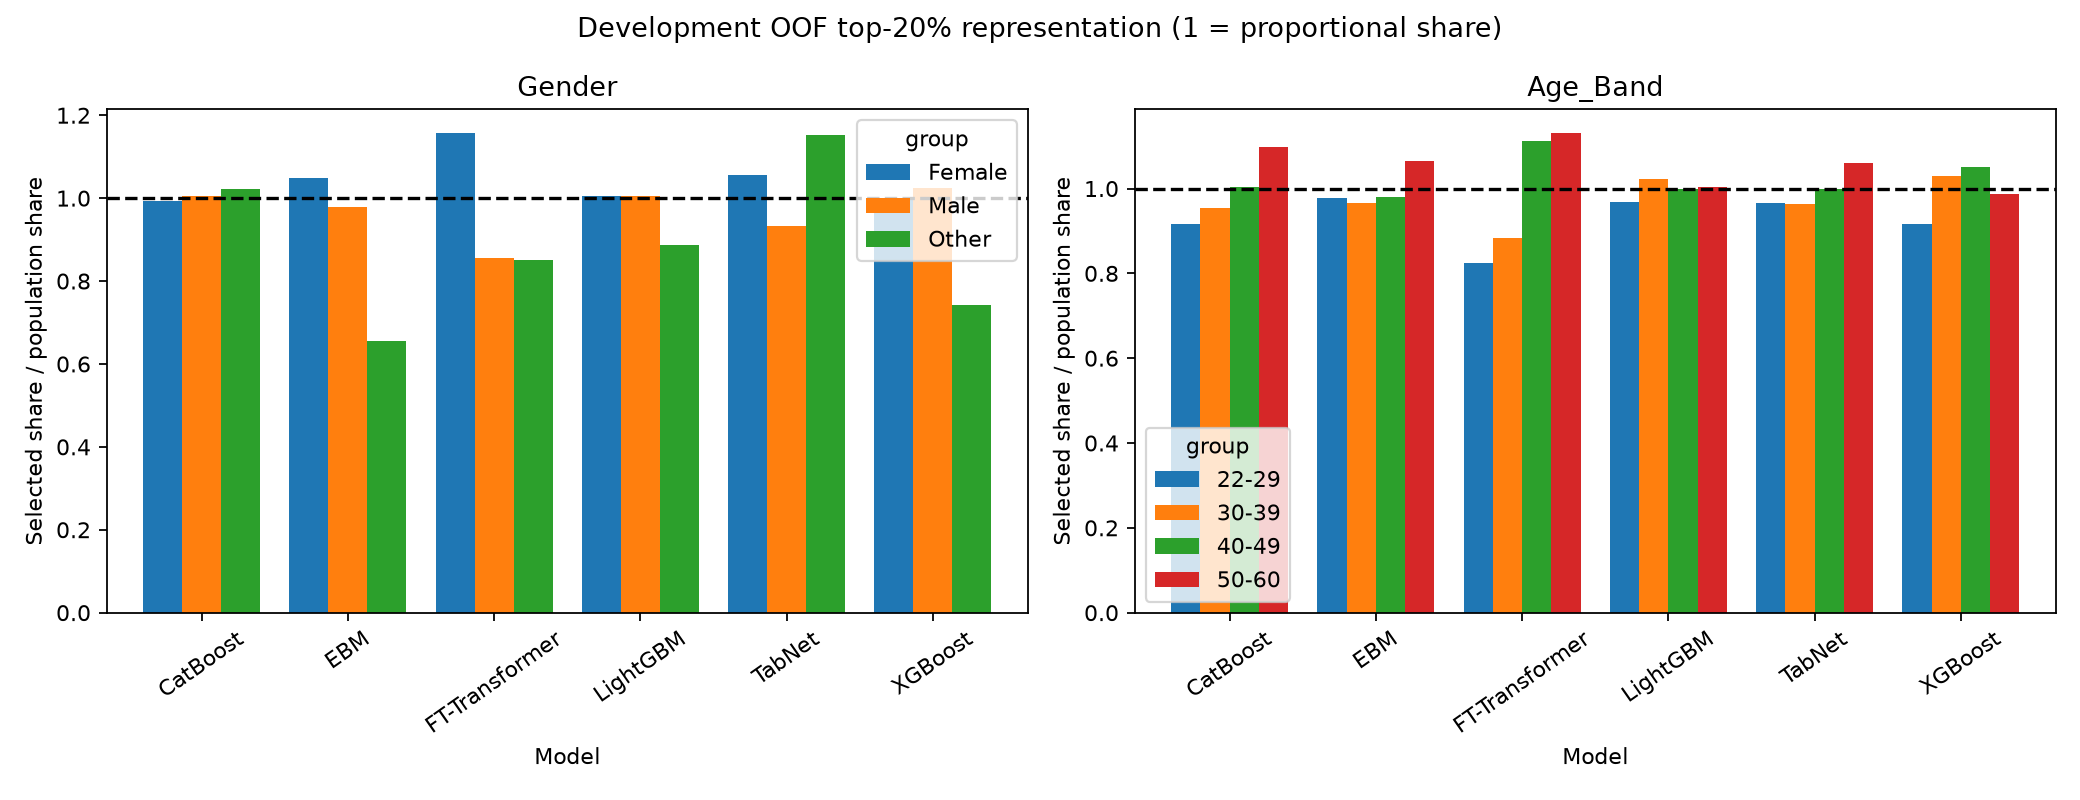 Development OOF top-20% representation (1 = proportional share)
Gender
Selected share / population share
1.2
1.0
0.8
0.6
0.4
0.2
0.0
group
Female
Male
Other
CatBoost
EBM
FT-Transformer
LightGBM
TabNet
XGBoost
Model
Age_Band
Selected share / population share
1.0
0.8
0.6
0.4
0.2
0.0
group
22-29
30-39
40-49
50-60
CatBoost
EBM
FT-Transformer
LightGBM
TabNet
XGBoost
Model